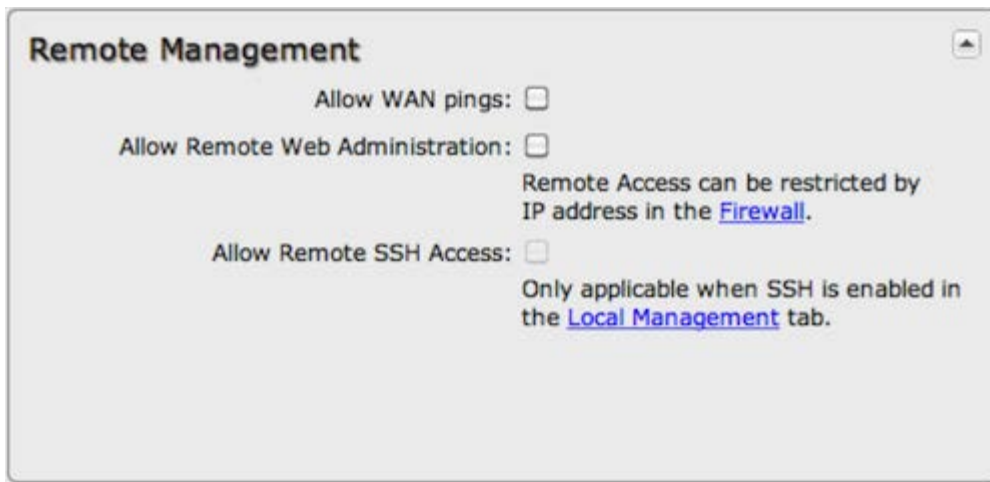 Remote Management
Allow WAN pings:
Allow Remote Web Administration:
Remote Access can be restricted by
IP address in the Firewall.
Allow Remote SSH Access:
Only applicable when SSH is enabled in
the Local Management tab.